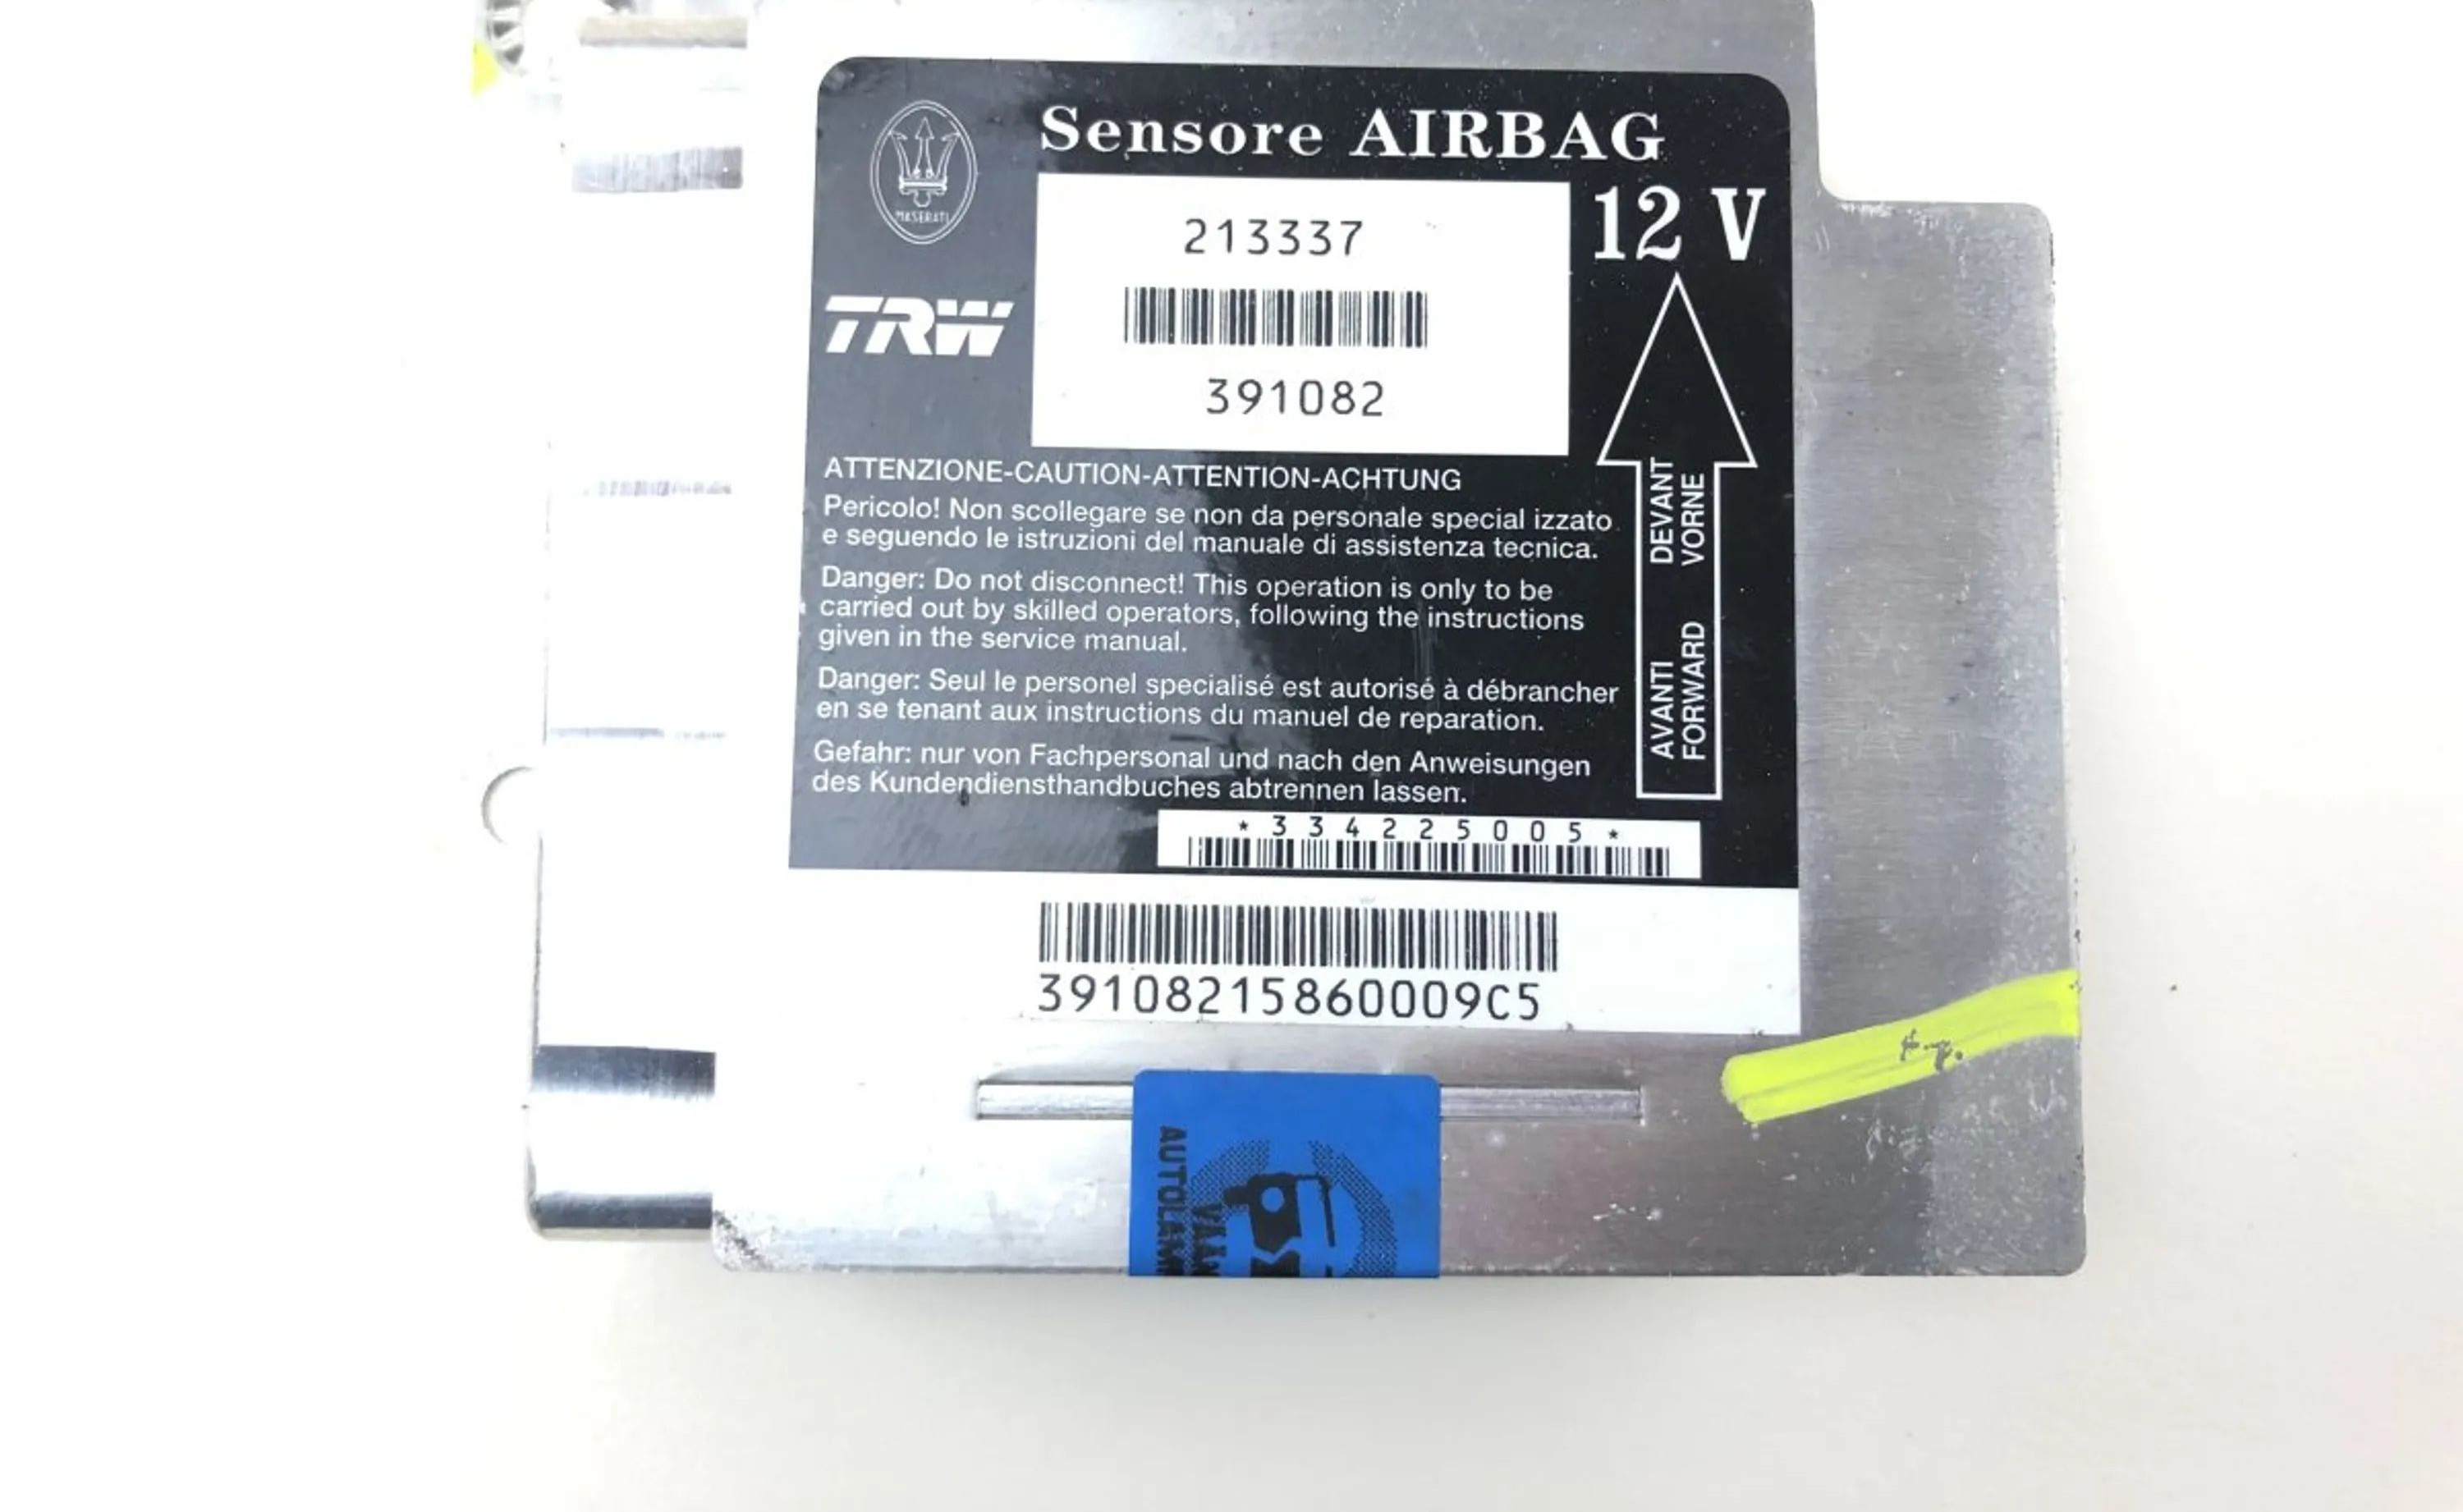 Sensore AIRBAG
MASERATI
213337
12 V
TRW
391082
ATTENZIONE-CAUTION-ATTENTION-ACHTUNG
Pericolo! Non scollegare se non da personale special izzato
e seguendo le istruzioni del manuale di assistenza tecnica.
Danger: Do not disconnect! This operation is only to be
carried out by skilled operators, following the instructions
given in the service manual.
Danger: Seul le personel specialisé est autorisé à débrancher
en se tenant aux instructions du manuel de reparation.
Gefahr: nur von Fachpersonal und nach den Anweisungen
des Kundendiensthandbuches abtrennen lassen.
DEVANT
VORNE
AVANTI
FORWARD
*334225005*
39108215860009C5